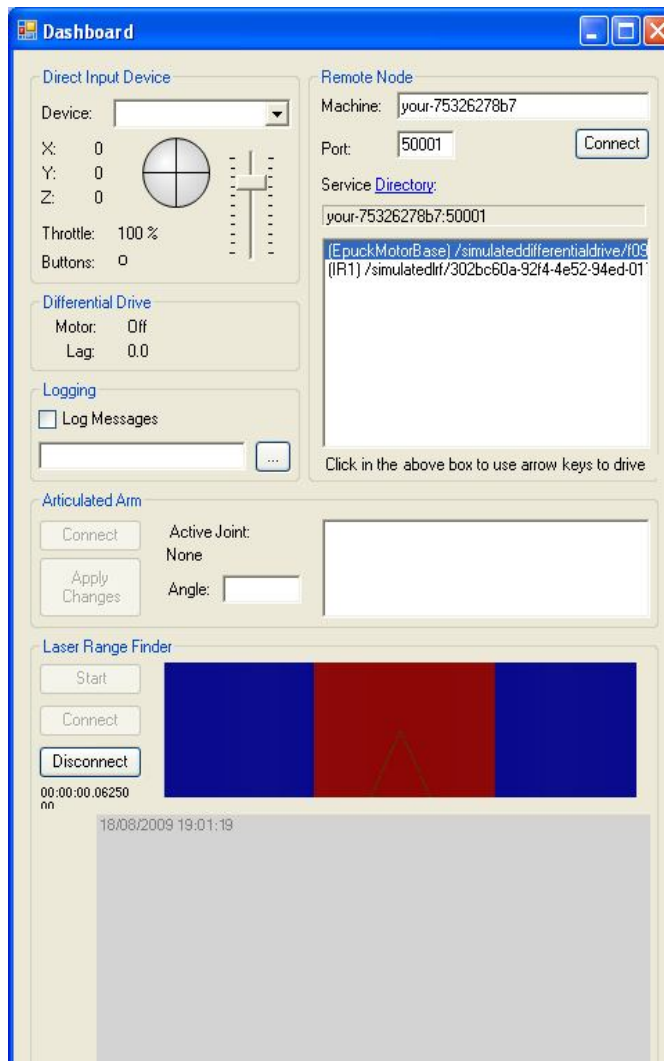 Dashboard
Direct Input Device
Device:
X: 0
Y: 0
Z: 0
Throttle: 100 %
Buttons: O
Differential Drive
Motor: Off
Lag: 0.0
Logging
Log Messages
...
Remote Node
Machine: your-75326278b7
Port: 50001 Connect
Service Directory:
your-75326278b7:50001
(EpuckMotorBase) /simulateddifferentialdrive/f09
(IR1) /simulatedlrf/302bc60a-92f4-4e52-94ed-01
Click in the above box to use arrow keys to drive
Articulated Arm
Connect
Apply
Changes
Active Joint:
None
Angle:
Laser Range Finder
Start
Connect
Disconnect
00:00:00.06250
00
18/08/2009 19:01:19